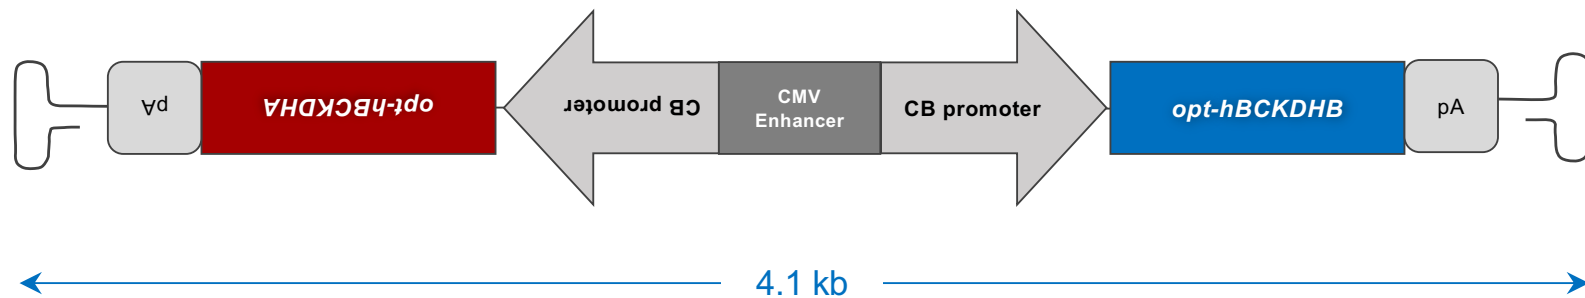 pA
opt-hBCKDHA
CB promoter
CMV
Enhancer
CB promoter
opt-hBCKDHB
pA
4.1 kb